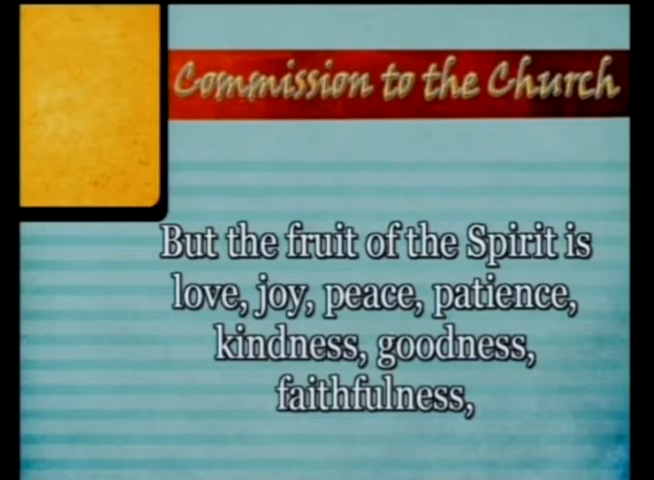 Commission to the Church
But the fruit of the Spirit is
love, joy, peace, patience,
kindness, goodness,
faithfulness,